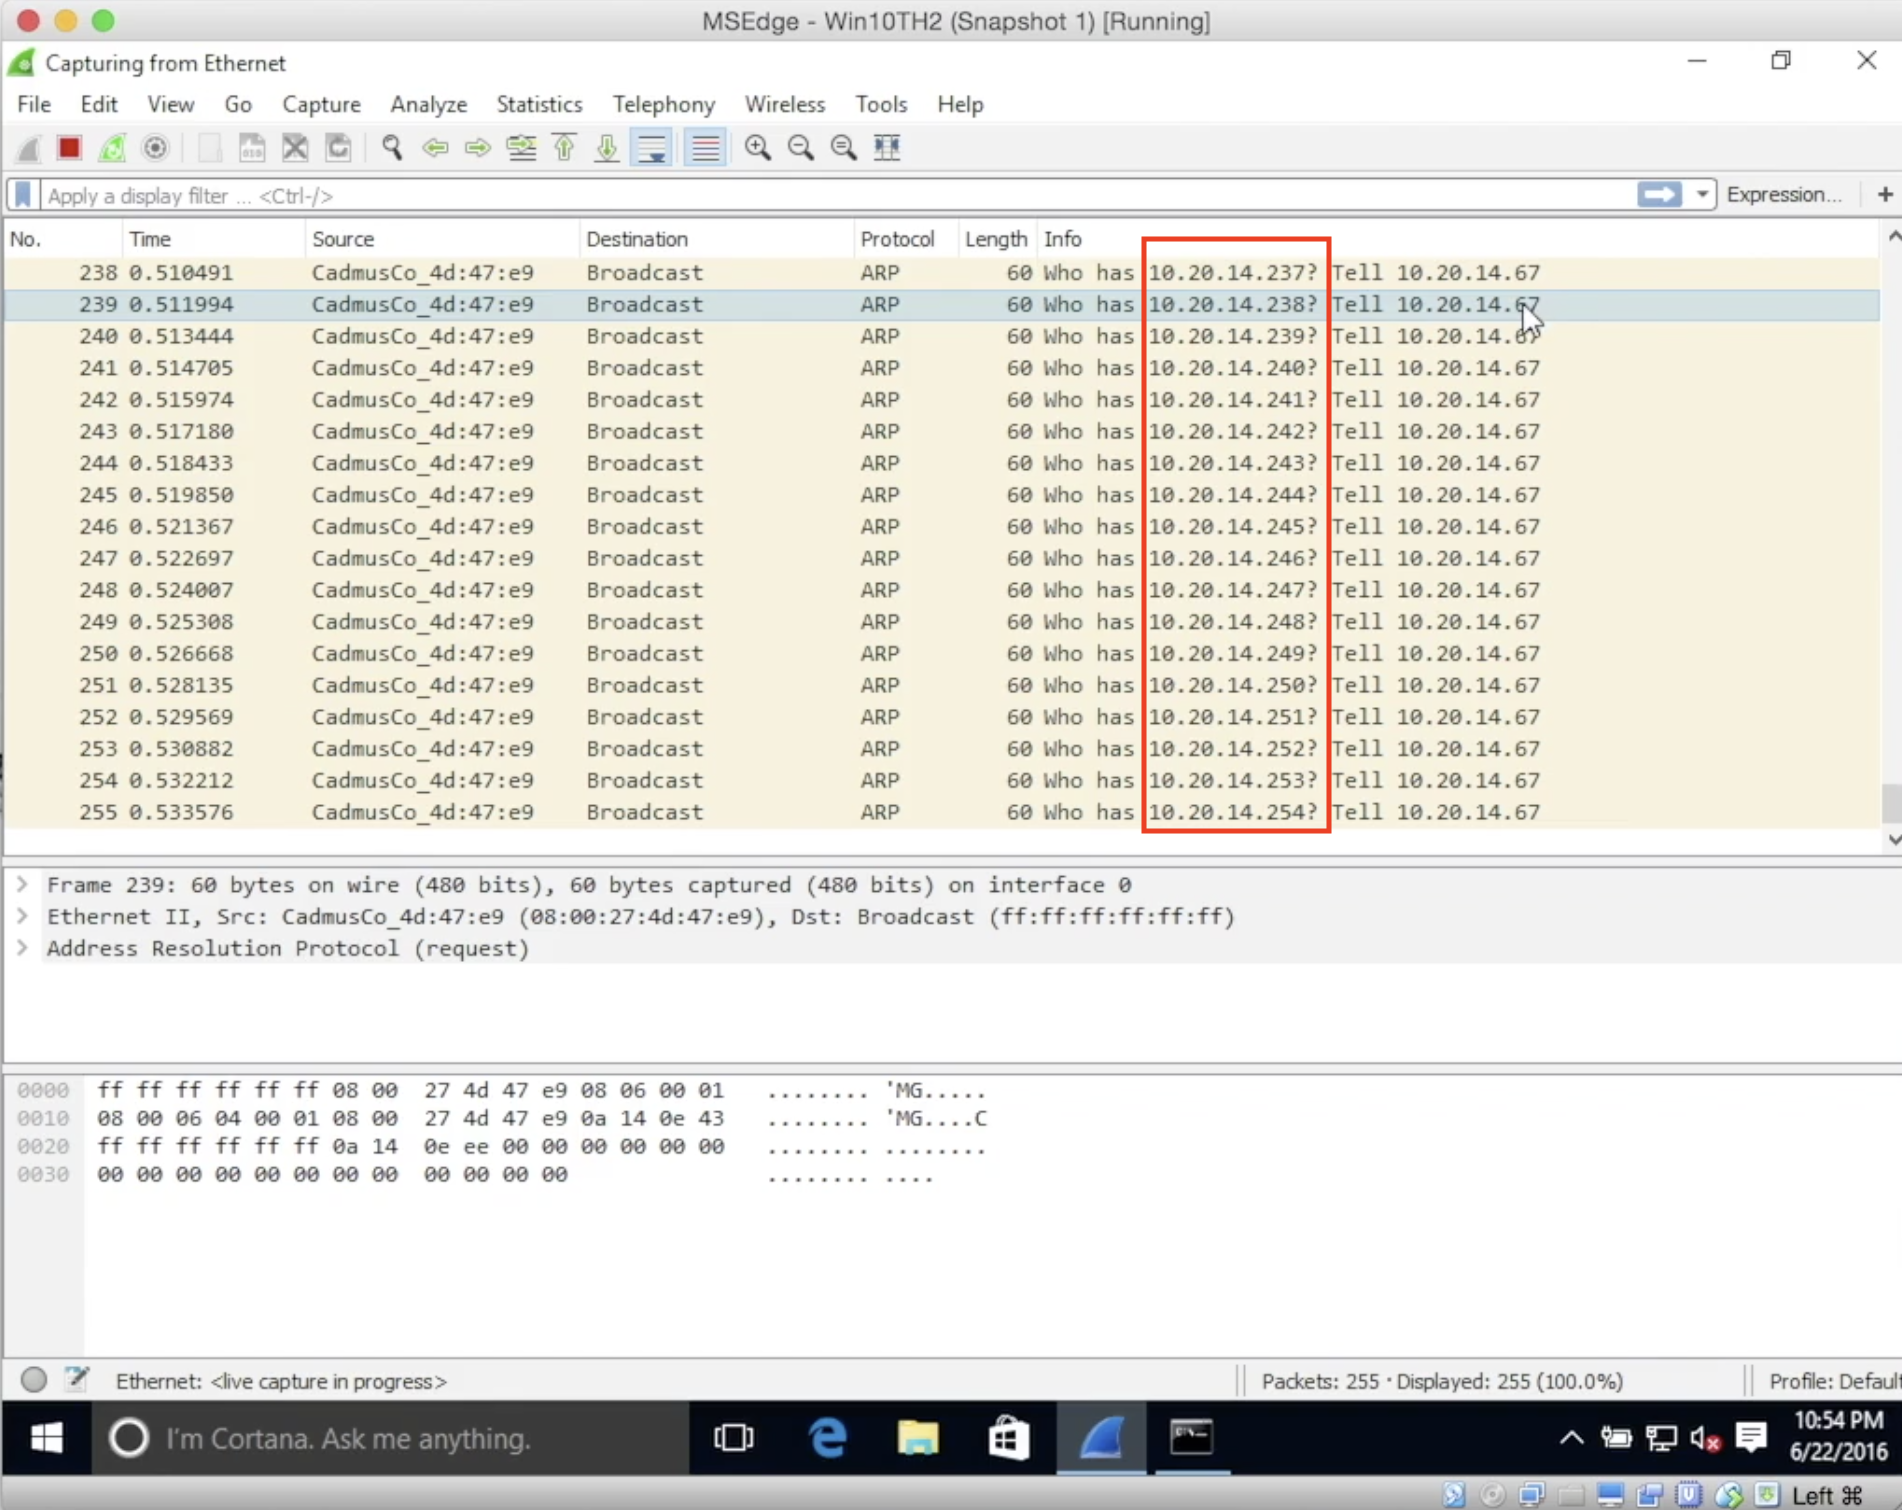 MSEdge - Win10TH2 (Snapshot 1) [Running]
Capturing from Ethernet
File Edit View Go Capture Analyze Statistics Telephony Wireless Tools Help
Apply a display filter ... <Ctrl-/> Expression... +
No. Time Source Destination Protocol Length Info
238 0.510491 CadmusCo_4d:47:e9 Broadcast ARP 60 Who has 10.20.14.237? Tell 10.20.14.67
239 0.511994 CadmusCo_4d:47:e9 Broadcast ARP 60 Who has 10.20.14.238? Tell 10.20.14.67
240 0.513444 CadmusCo_4d:47:e9 Broadcast ARP 60 Who has 10.20.14.239? Tell 10.20.14.67
241 0.514705 CadmusCo_4d:47:e9 Broadcast ARP 60 Who has 10.20.14.240? Tell 10.20.14.67
242 0.515974 CadmusCo_4d:47:e9 Broadcast ARP 60 Who has 10.20.14.241? Tell 10.20.14.67
243 0.517180 CadmusCo_4d:47:e9 Broadcast ARP 60 Who has 10.20.14.242? Tell 10.20.14.67
244 0.518433 CadmusCo_4d:47:e9 Broadcast ARP 60 Who has 10.20.14.243? Tell 10.20.14.67
245 0.519850 CadmusCo_4d:47:e9 Broadcast ARP 60 Who has 10.20.14.244? Tell 10.20.14.67
246 0.521367 CadmusCo_4d:47:e9 Broadcast ARP 60 Who has 10.20.14.245? Tell 10.20.14.67
247 0.522697 CadmusCo_4d:47:e9 Broadcast ARP 60 Who has 10.20.14.246? Tell 10.20.14.67
248 0.524007 CadmusCo_4d:47:e9 Broadcast ARP 60 Who has 10.20.14.247? Tell 10.20.14.67
249 0.525308 CadmusCo_4d:47:e9 Broadcast ARP 60 Who has 10.20.14.248? Tell 10.20.14.67
250 0.526668 CadmusCo_4d:47:e9 Broadcast ARP 60 Who has 10.20.14.249? Tell 10.20.14.67
251 0.528135 CadmusCo_4d:47:e9 Broadcast ARP 60 Who has 10.20.14.250? Tell 10.20.14.67
252 0.529569 CadmusCo_4d:47:e9 Broadcast ARP 60 Who has 10.20.14.251? Tell 10.20.14.67
253 0.530882 CadmusCo_4d:47:e9 Broadcast ARP 60 Who has 10.20.14.252? Tell 10.20.14.67
254 0.532212 CadmusCo_4d:47:e9 Broadcast ARP 60 Who has 10.20.14.253? Tell 10.20.14.67
255 0.533576 CadmusCo_4d:47:e9 Broadcast ARP 60 Who has 10.20.14.254? Tell 10.20.14.67
Frame 239: 60 bytes on wire (480 bits), 60 bytes captured (480 bits) on interface 0
Ethernet II, Src: CadmusCo_4d:47:e9 (08:00:27:4d:47:e9), Dst: Broadcast (ff:ff:ff:ff:ff:ff)
Address Resolution Protocol (request)
0000 ff ff ff ff ff ff 08 00 27 4d 47 e9 08 06 00 01 ........ 'MG.....
0010 08 00 06 04 00 01 08 00 27 4d 47 e9 0a 14 0e 43 ........ 'MG....C
0020 ff ff ff ff ff ff 0a 14 0e ee 00 00 00 00 00 00 ........ ........
0030 00 00 00 00 00 00 00 00 00 00 00 00 ........ ....
Ethernet: <live capture in progress> Packets: 255 · Displayed: 255 (100.0%) Profile: Default
I'm Cortana. Ask me anything. 10:54 PM
6/22/2016
Left ⌘